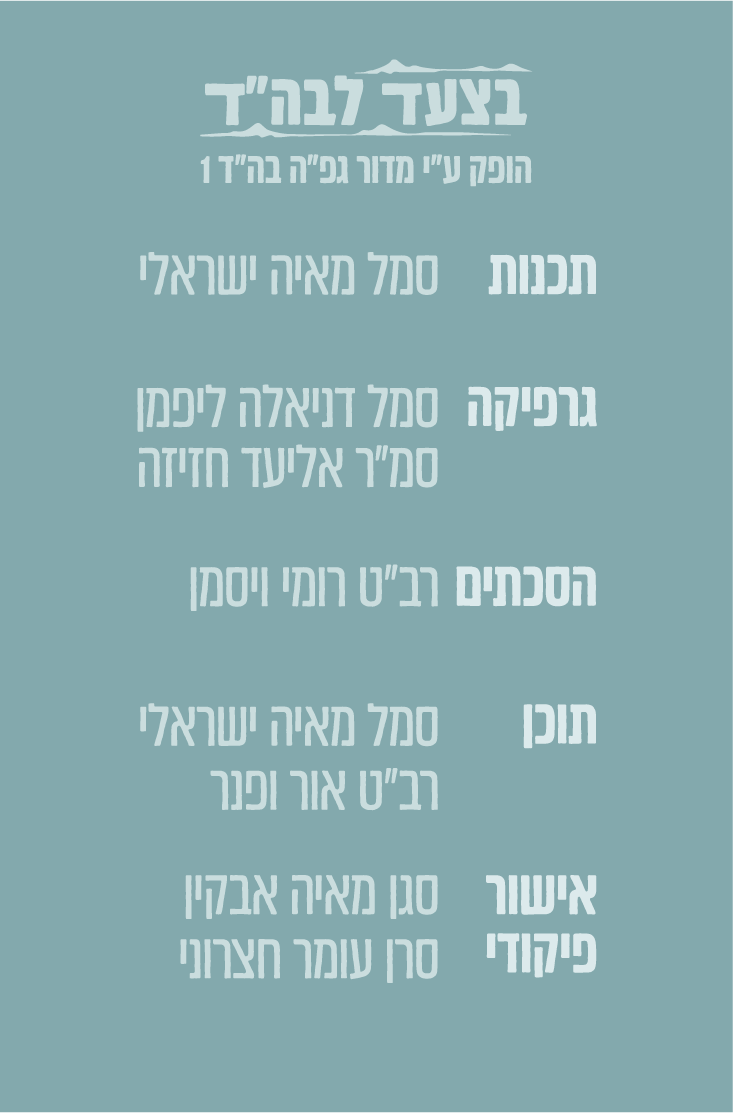 בצעד לבה"ד
הופק ע"י מדור גפ"ה בה"ד 1
תכנות סמל מאיה ישראלי
גרפיקה סמל דניאלה ליפמן
סמ"ר אליעד חזיזה
הסכתים רב"ט רומי ויסמן
תוכן סמל מאיה ישראלי
רב"ט אור ופנר
אישור סגן מאיה אבקין
פיקודי סרן עומר חצרוני